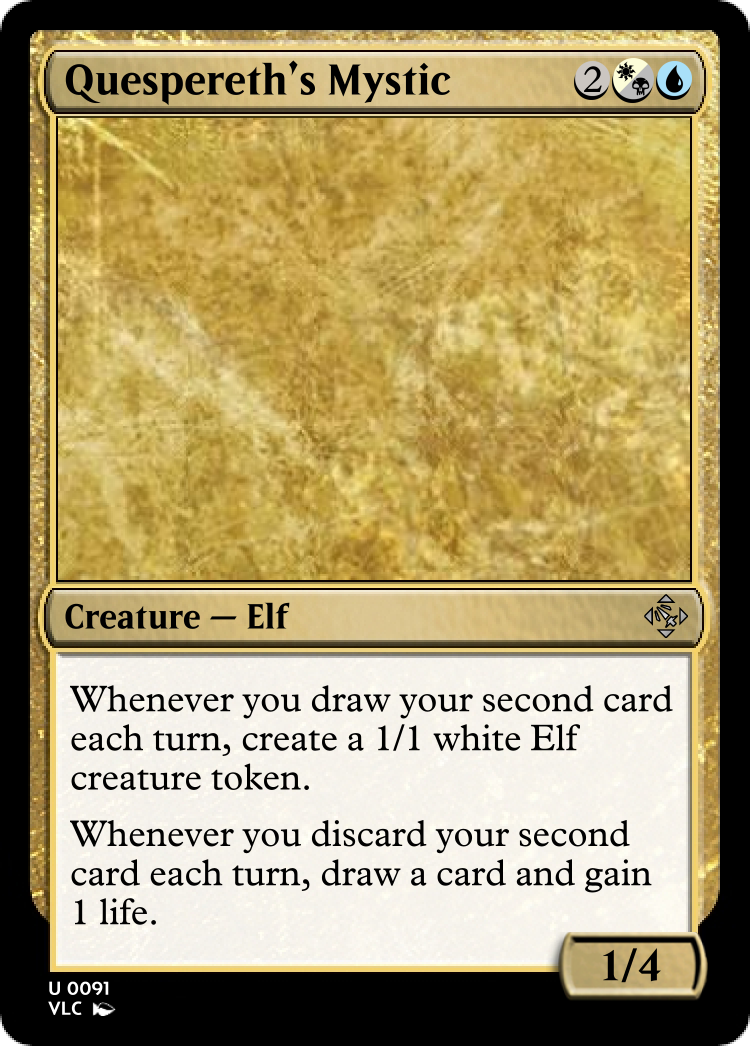 Quespereth's Mystic 2
Creature — Elf
Whenever you draw your second card
each turn, create a 1/1 white Elf
creature token.
Whenever you discard your second
card each turn, draw a card and gain
1 life.
1/4
U 0091
VLC